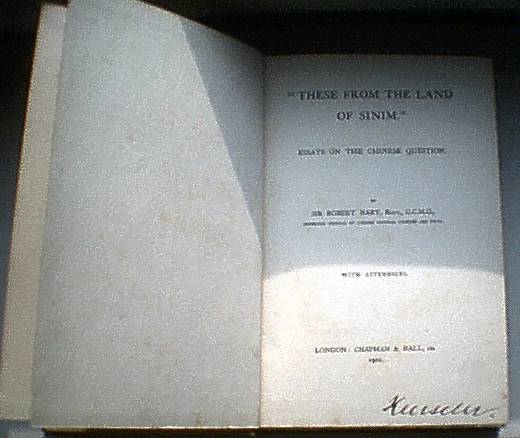 "THESE FROM THE LAND
OF SINIM."
ESSAYS ON THE CHINESE QUESTION.
BY
SIR ROBERT HART, Bart., G.C.M.G.,
WITH APPENDICES.
LONDON: CHAPMAN & HALL, Ld.